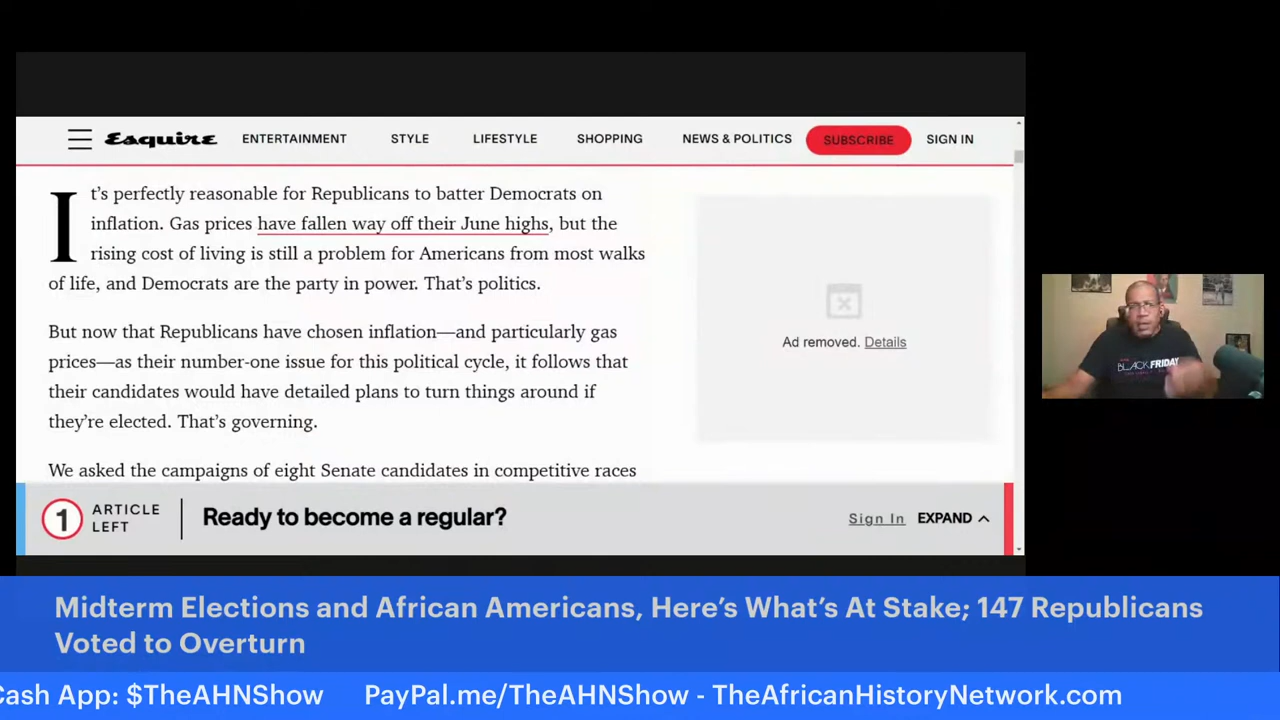 Esquire ENTERTAINMENT STYLE LIFESTYLE SHOPPING NEWS & POLITICS SUBSCRIBE SIGN IN
It's perfectly reasonable for Republicans to batter Democrats on
inflation. Gas prices have fallen way off their June highs, but the
rising cost of living is still a problem for Americans from most walks
of life, and Democrats are the party in power. That's politics.
But now that Republicans have chosen inflation—and particularly gas
prices—as their number-one issue for this political cycle, it follows that
their candidates would have detailed plans to turn things around if
they're elected. That's governing.
We asked the campaigns of eight Senate candidates in competitive races
Ad removed. Details
1 ARTICLE
LEFT
Ready to become a regular?
Sign In EXPAND
BLACK FRIDAY
Midterm Elections and African Americans, Here's What's At Stake; 147 Republicans
Voted to Overturn
Cash App: $TheAHNShow PayPal.me/TheAHNShow - TheAfricanHistoryNetwork.com